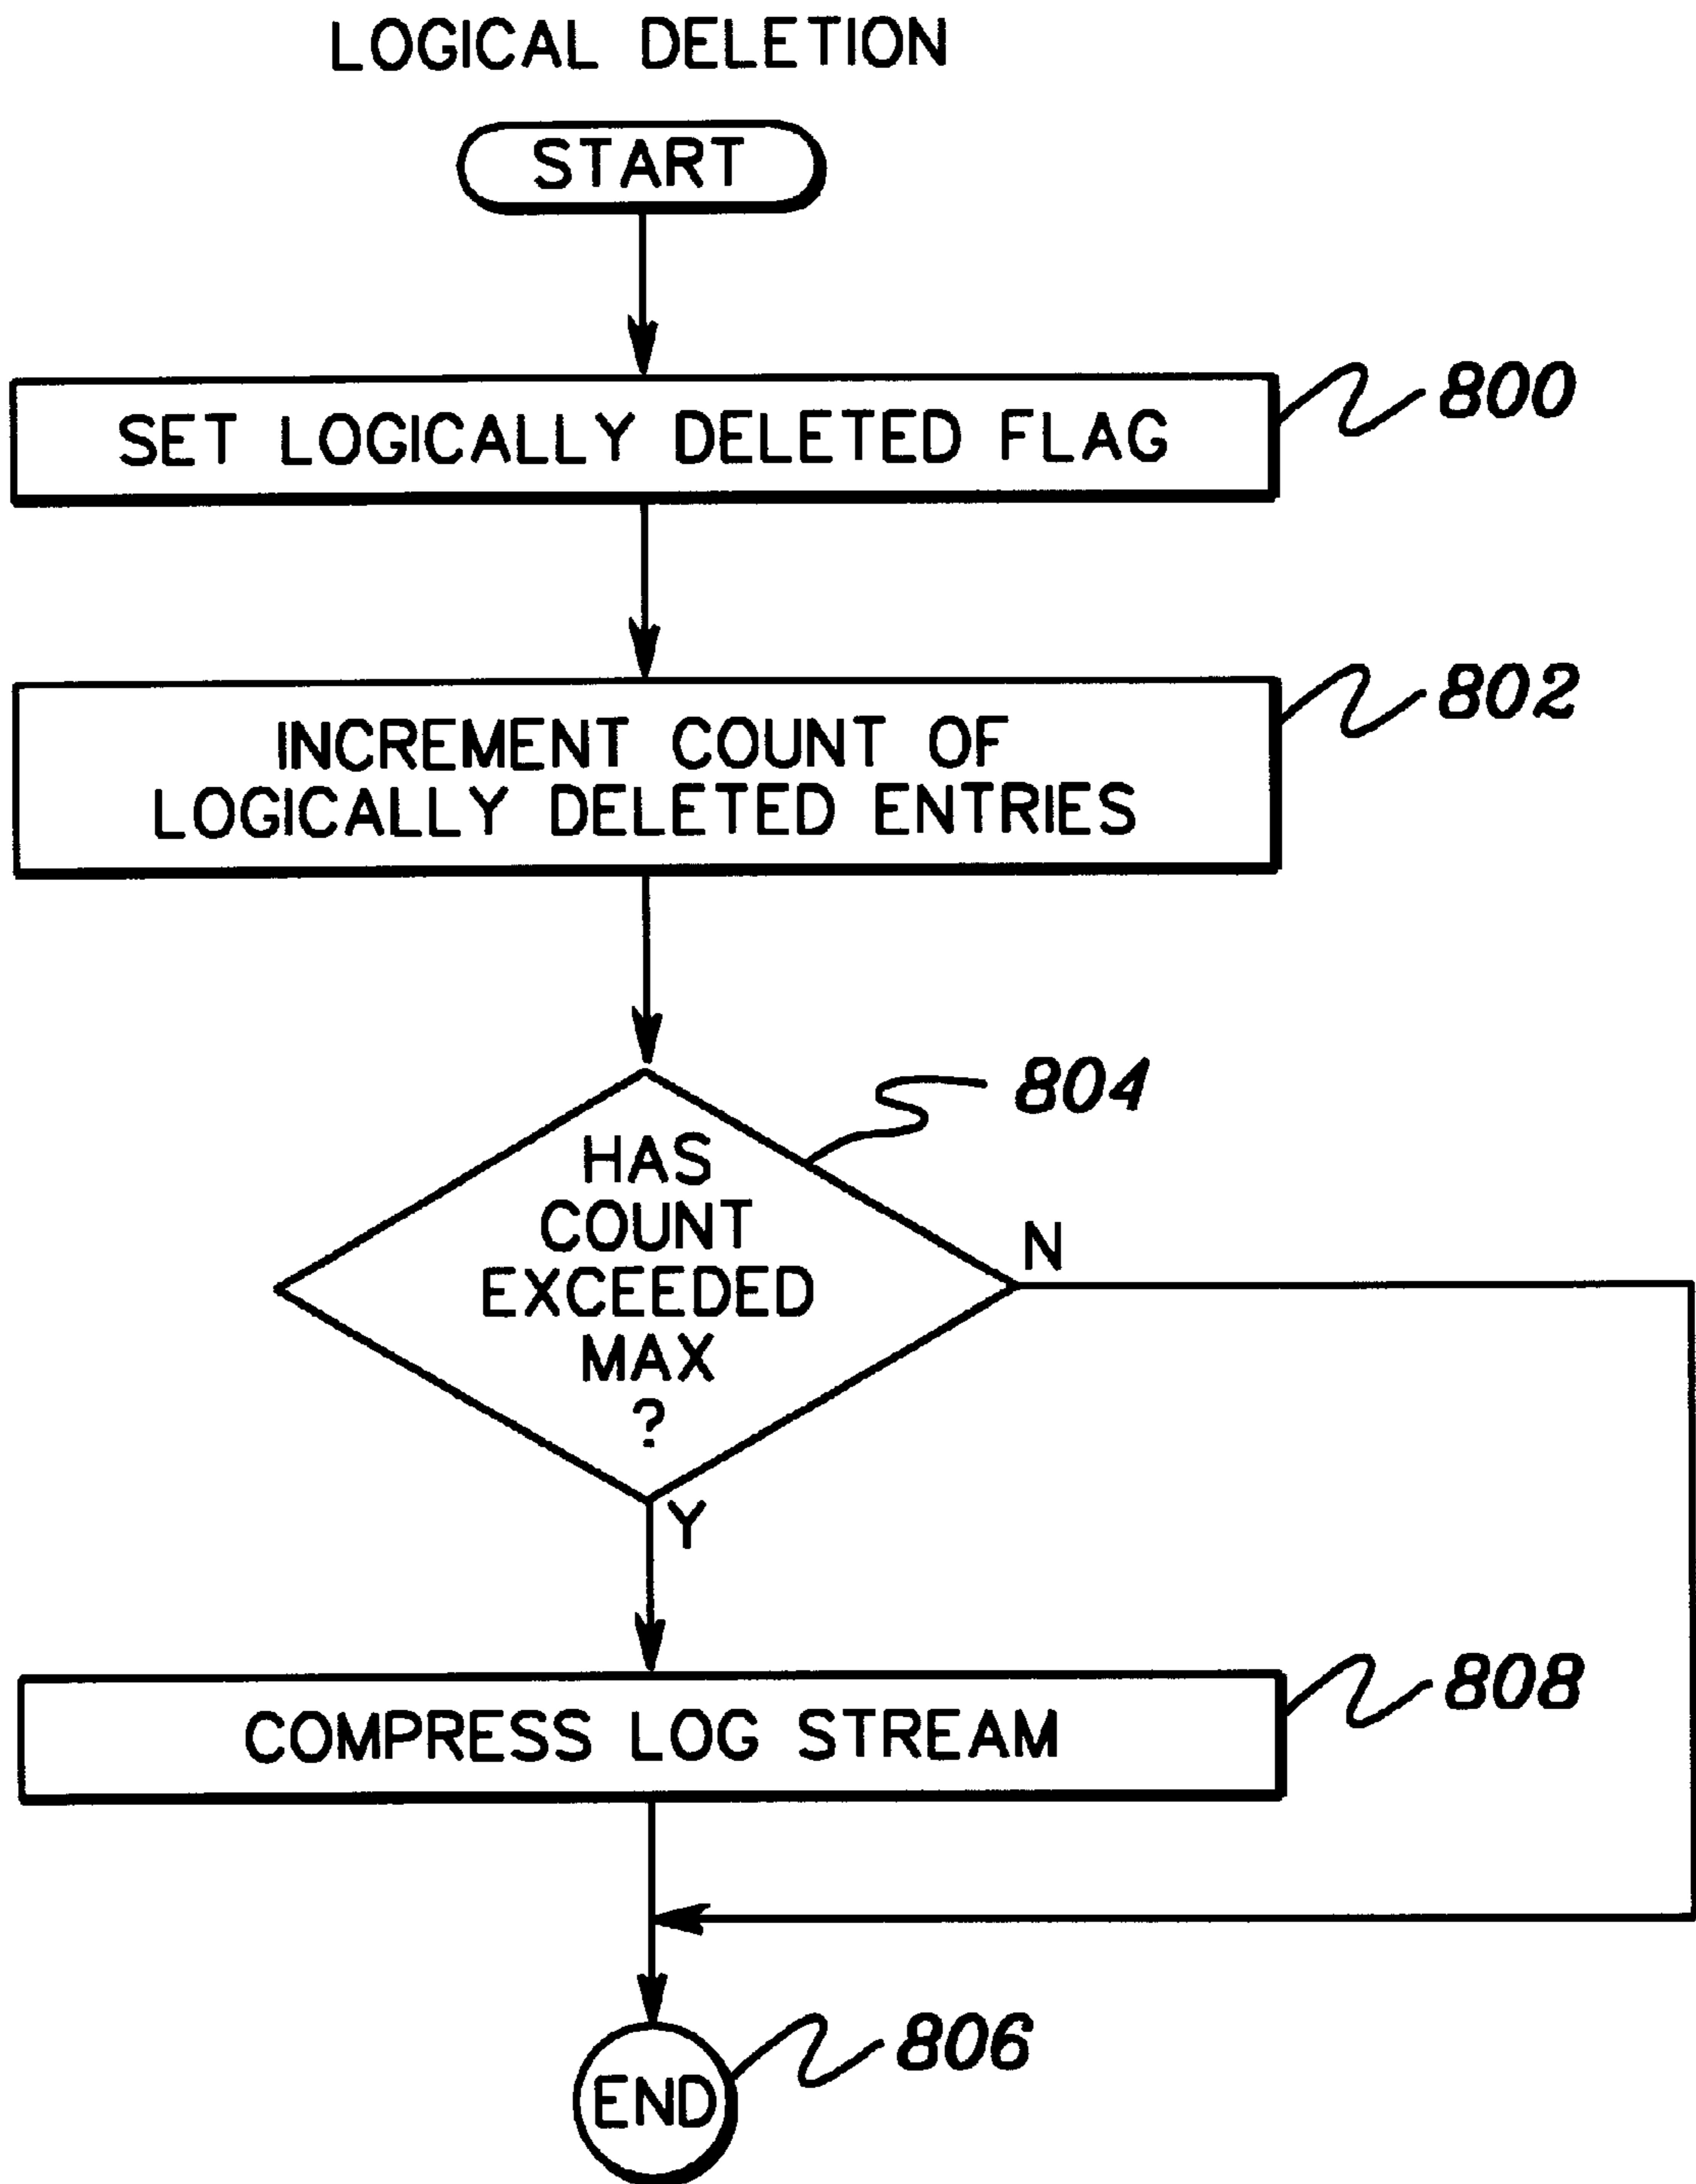 LOGICAL DELETION
START
SET LOGICALLY DELETED FLAG
800
INCREMENT COUNT OF
LOGICALLY DELETED ENTRIES
802
804
HAS
COUNT
EXCEEDED
MAX
?
N
Y
COMPRESS LOG STREAM
808
END
806